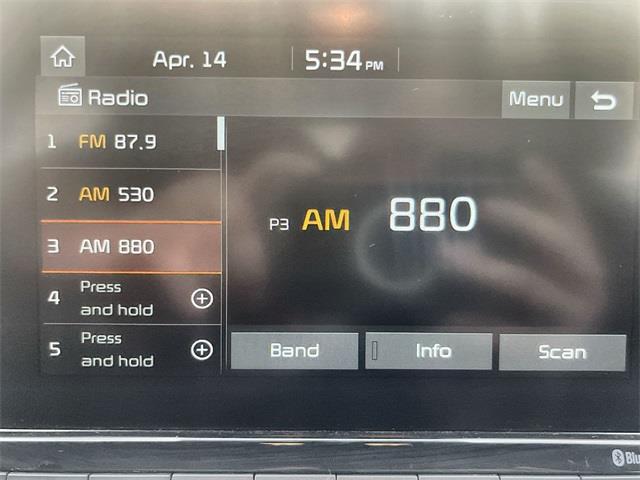 Apr. 14
5:34 PM
Radio
Menu
1 FM 87.9
2 AM 530
3 AM 880
P3 AM 880
4 Press and hold
5 Press and hold
Band
Info
Scan